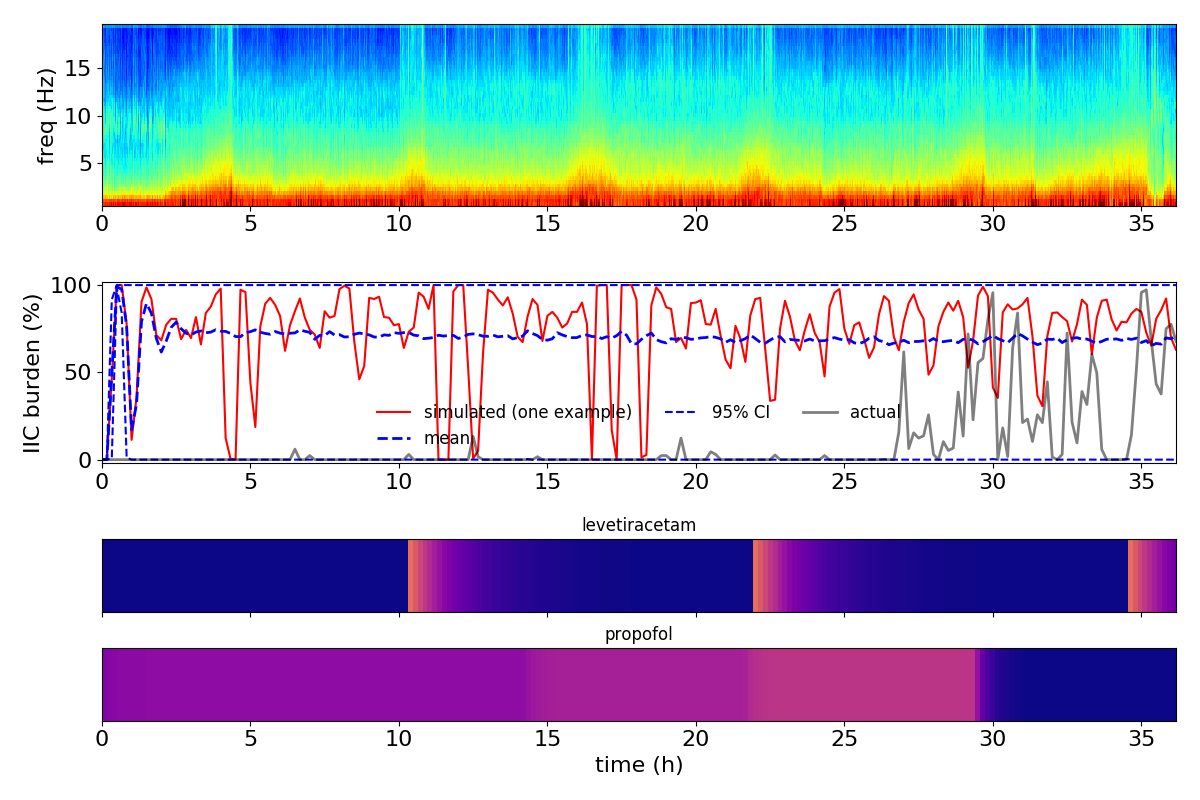 freq (Hz)
15
10
5
0 5 10 15 20 25 30 35
IIC burden (%)
100
50
0
simulated (one example) 95% CI actual
mean
0 5 10 15 20 25 30 35
levetiracetam
propofol
0 5 10 15 20 25 30 35
time (h)